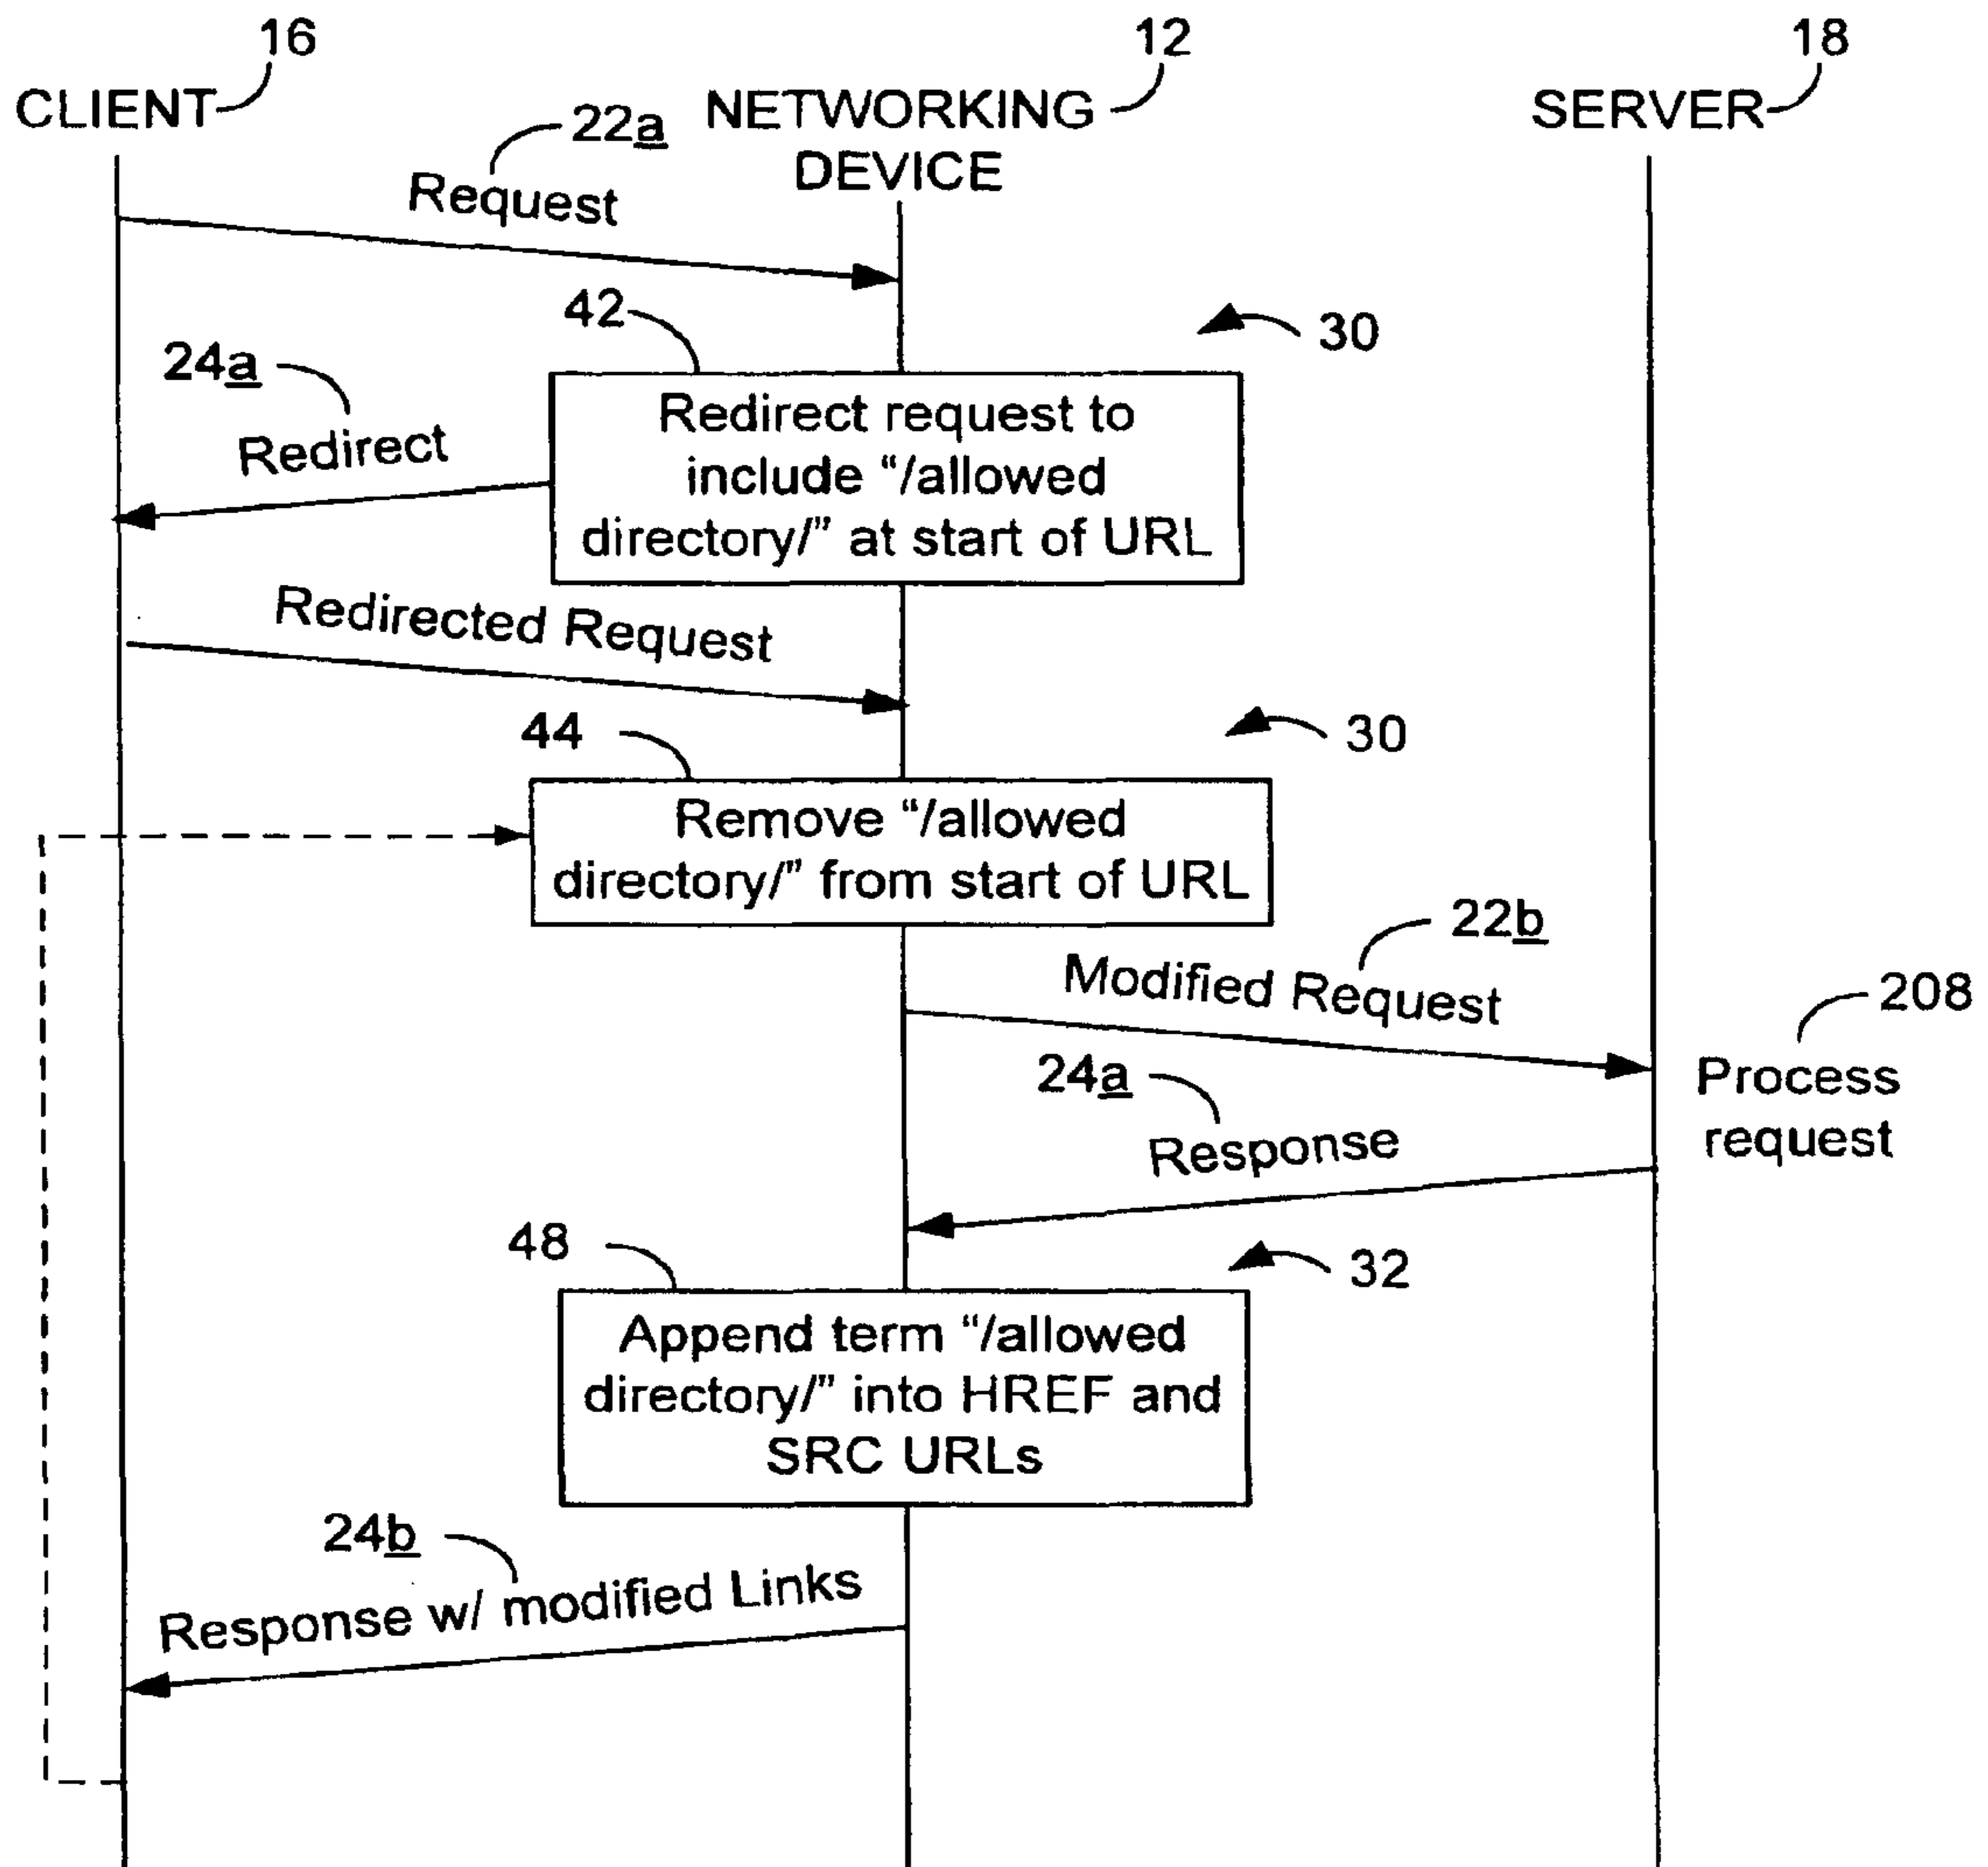 16
12
18
CLIENT
22a
NETWORKING
DEVICE
SERVER
Request
42
30
24a
Redirect
Redirect request to
include “/allowed
directory/” at start of URL
Redirected Request
44
30
Remove “/allowed
directory/” from start of URL
22b
Modified Request
208
24a
Process
request
Response
48
32
Append term “/allowed
directory/” into HREF and
SRC URLs
24b
Response w/ modified Links